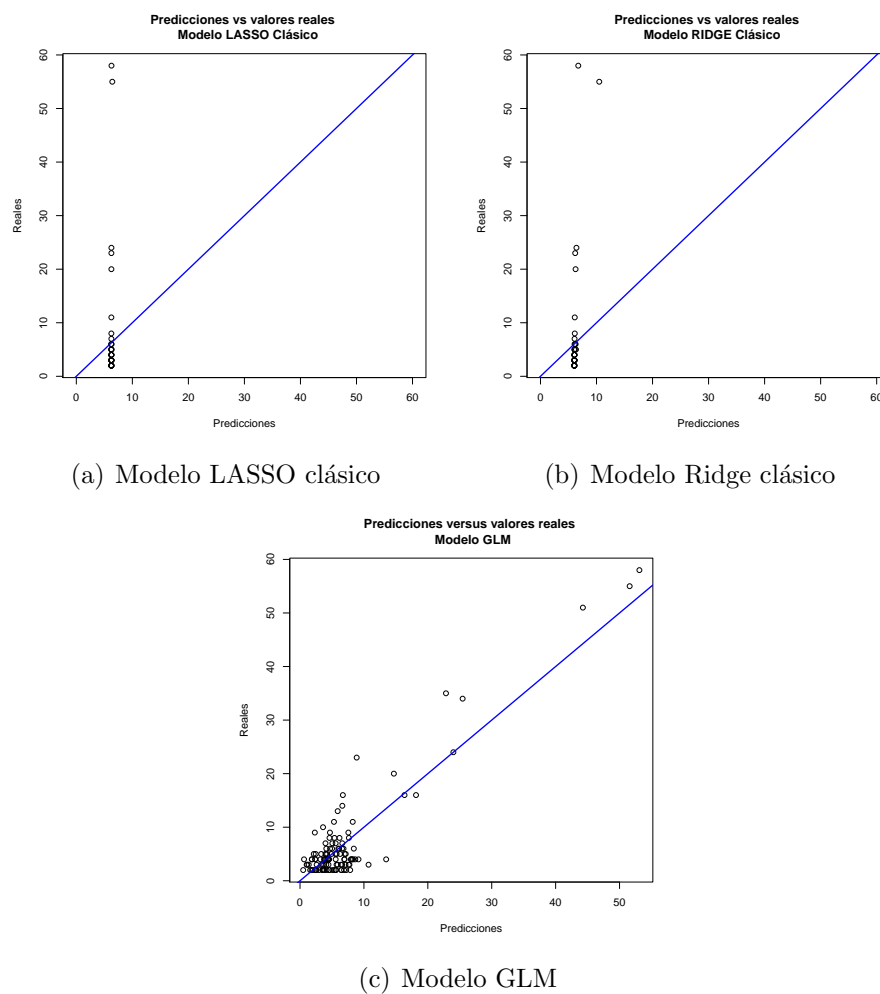 Predicciones vs valores reales
Modelo LASSO Clásico
60
50
40
30
20
10
0
Reales
0 10 20 30 40 50 60
Predicciones
(a) Modelo LASSO clásico
Predicciones vs valores reales
Modelo RIDGE Clásico
60
50
40
30
20
10
0
Reales
0 10 20 30 40 50 60
Predicciones
(b) Modelo Ridge clásico
Predicciones versus valores reales
Modelo GLM
60
50
40
30
20
10
0
Reales
0 10 20 30 40 50
Predicciones
(c) Modelo GLM